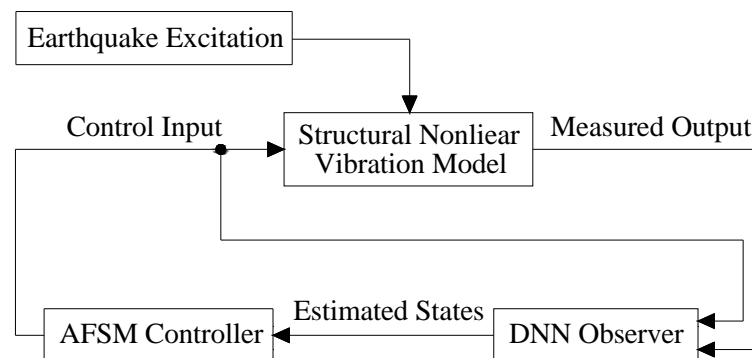 Earthquake Excitation
Control Input
Structural Nonliear
Vibration Model
Measured Output
Estimated States
AFSM Controller
DNN Observer